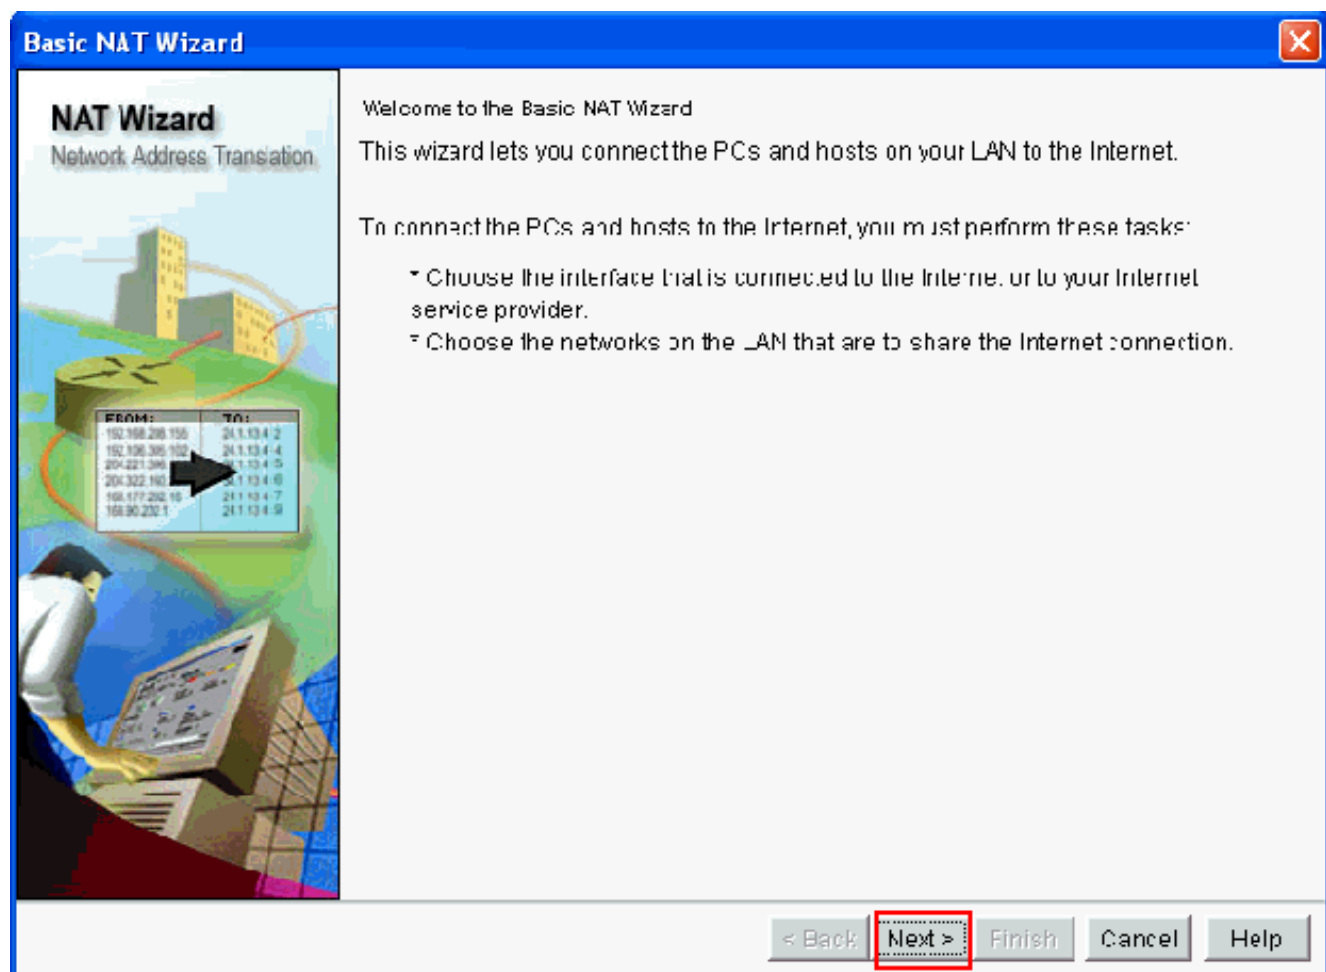 Basic NAT Wizard
NAT Wizard
Network Address Translation
Welcome to the Basic NAT Wizard
This wizard lets you connect the PCs and hosts on your LAN to the Internet.
To connect the PCs and hosts to the Internet, you must perform these tasks:
* Choose the interface that is connected to the Internet or to your Internet
service provider.
* Choose the networks on the LAN that are to share the Internet connection.
FROM: TO:
< Back Next > Finish Cancel Help